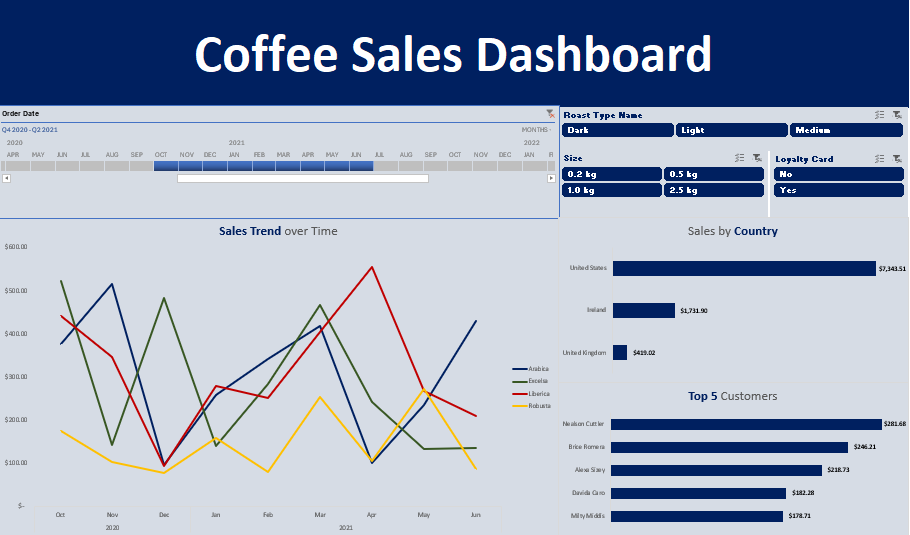 Coffee Sales Dashboard
Order Date
Q4 2020 - Q2 2021
MONTHS
2020
2021
2022
APR MAY JUN JUL AUG SEP OCT NOV DEC JAN FEB MAR APR MAY JUN JUL AUG SEP OCT NOV DEC JAN
Roast Type Name
Dark Light Medium
Size
0.2 kg 0.5 kg
1.0 kg 2.5 kg
Loyalty Card
No
Yes
Sales Trend over Time
$600.00
$500.00
$400.00
$300.00
$200.00
$100.00
$-
Oct Nov Dec Jan Feb Mar Apr May Jun
2020 2021
Arabica
Excelsa
Liberica
Robusta
Sales by Country
United States $7,343.51
Ireland $1,731.90
United Kingdom $419.02
Top 5 Customers
Nealson Cuttler $281.68
Brice Romera $246.21
Alexa Sizey $218.73
Davida Caro $182.28
Milty Middis $178.71